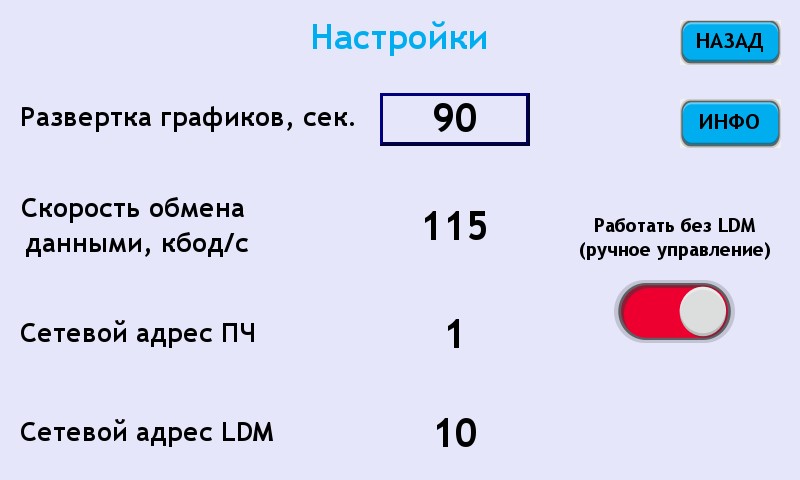 Настройки
НАЗАД
Развертка графиков, сек.
90
ИНФО
Скорость обмена
данными, кбод/с
115
Работать без LDM
(ручное управление)
Сетевой адрес ПЧ
1
Сетевой адрес LDM
10